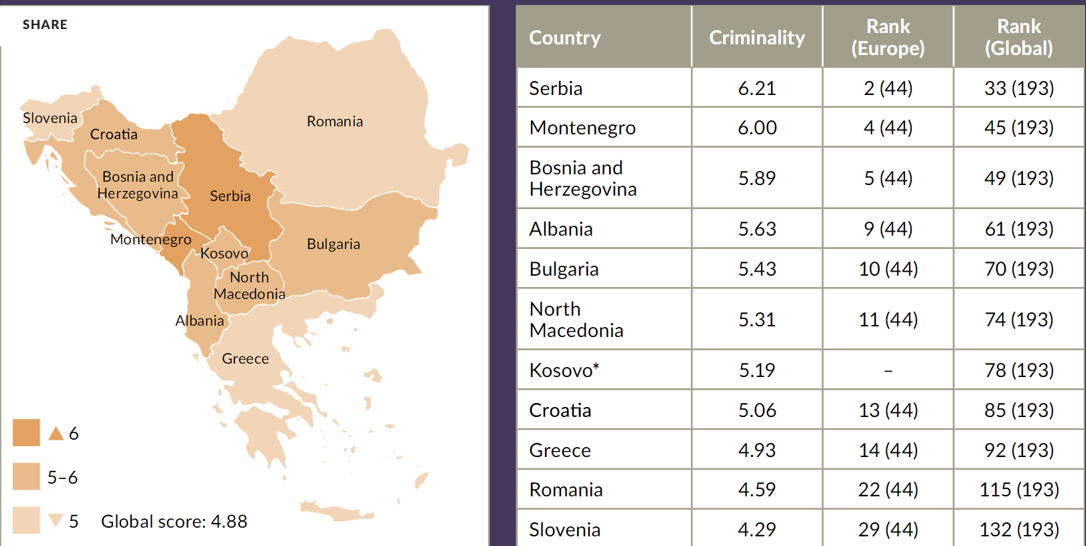 SHARE
Slovenia
Croatia
Romania
Bosnia and
Herzegovina
Serbia
Montenegro
Kosovo
Bulgaria
North
Macedonia
Albania
Greece
▲ 6
5–6
▼ 5
Global score: 4.88
Country Criminality Rank (Europe) Rank (Global)
Serbia 6.21 2 (44) 33 (193)
Montenegro 6.00 4 (44) 45 (193)
Bosnia and
Herzegovina 5.89 5 (44) 49 (193)
Albania 5.63 9 (44) 61 (193)
Bulgaria 5.43 10 (44) 70 (193)
North
Macedonia 5.31 11 (44) 74 (193)
Kosovo* 5.19 – 78 (193)
Croatia 5.06 13 (44) 85 (193)
Greece 4.93 14 (44) 92 (193)
Romania 4.59 22 (44) 115 (193)
Slovenia 4.29 29 (44) 132 (193)